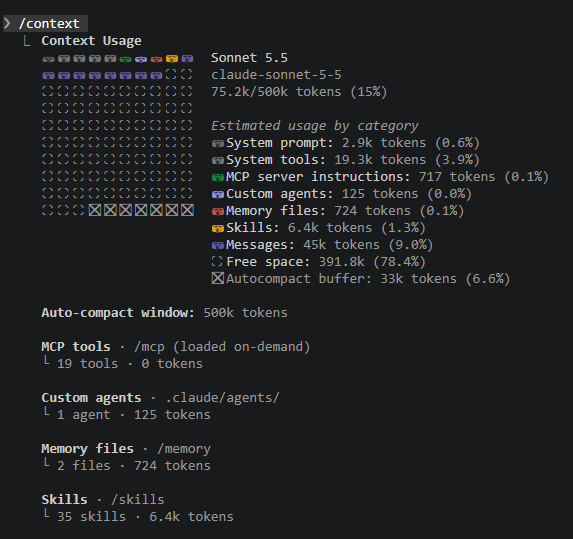 ❯ /context
└ Context Usage
Sonnet 5.5
claude-sonnet-5-5
75.2k/500k tokens (15%)
Estimated usage by category
System prompt: 2.9k tokens (0.6%)
System tools: 19.3k tokens (3.9%)
MCP server instructions: 717 tokens (0.1%)
Custom agents: 125 tokens (0.0%)
Memory files: 724 tokens (0.1%)
Skills: 6.4k tokens (1.3%)
Messages: 45k tokens (9.0%)
Free space: 391.8k (78.4%)
Autocompact buffer: 33k tokens (6.6%)
Auto-compact window: 500k tokens
MCP tools · /mcp (loaded on-demand)
└ 19 tools · 0 tokens
Custom agents · .claude/agents/
└ 1 agent · 125 tokens
Memory files · /memory
└ 2 files · 724 tokens
Skills · /skills
└ 35 skills · 6.4k tokens